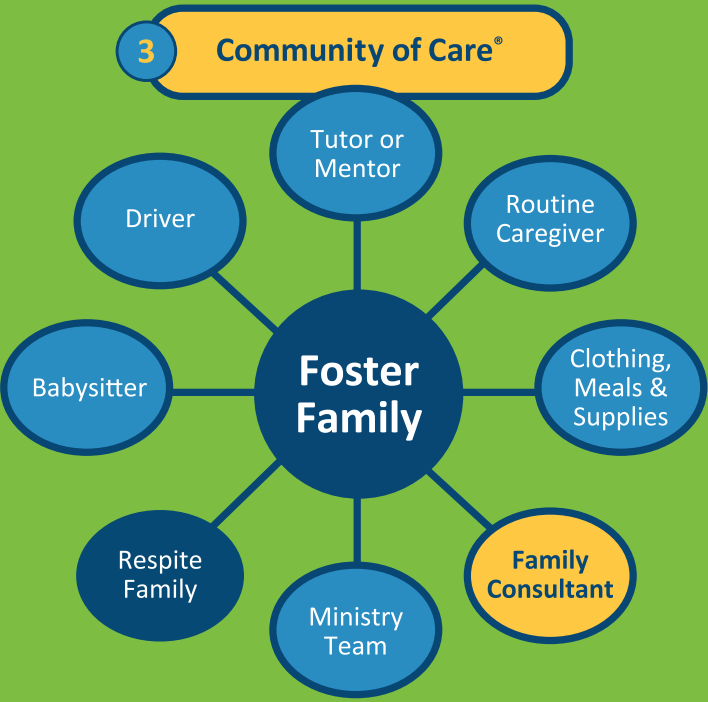 3
Community of Care®
Tutor or
Mentor
Driver
Routine
Caregiver
Foster
Family
Babysitter
Clothing,
Meals &
Supplies
Respite
Family
Family
Consultant
Ministry
Team